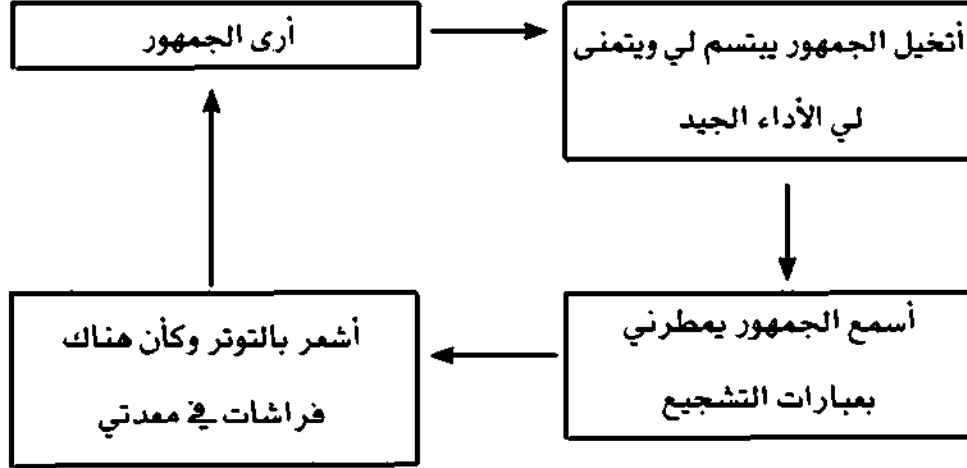 أرى الجمهور
أتخيل الجمهور يبتسم لي ويتمنى
لي الأداء الجيد
أسمع الجمهور يمطرني
بعبارات التشجيع
أشعر بالتوتر وكأن هناك
فراشات في معدتي